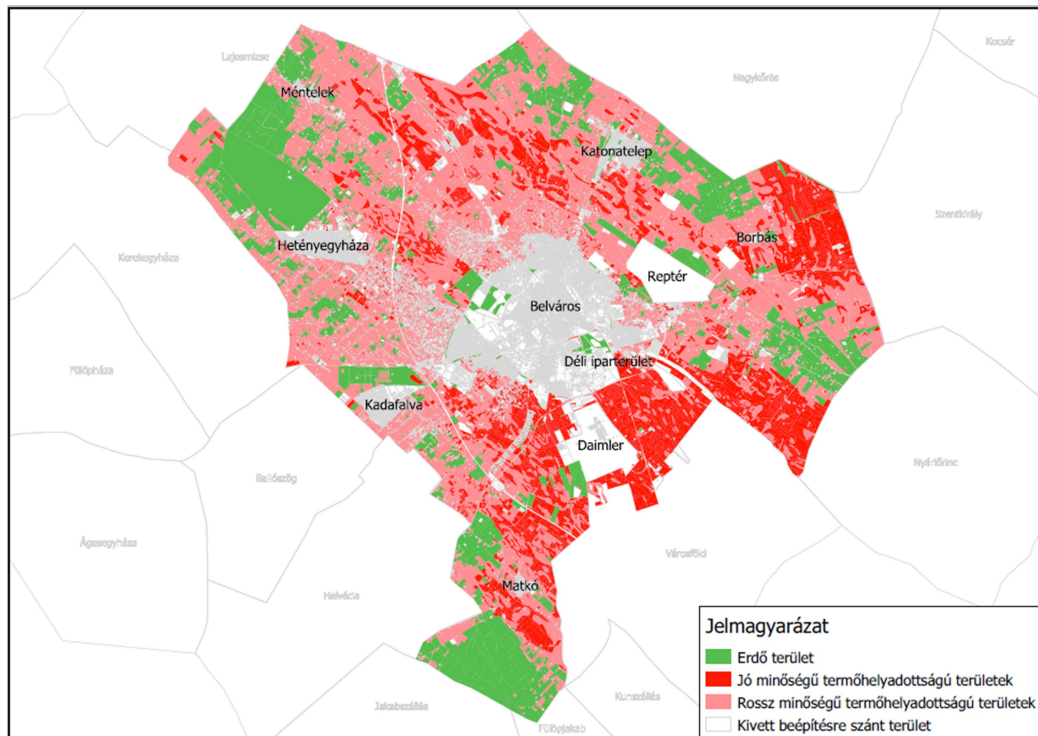 Kocsér
Lajosmizse
Nagykőrös
Méntelek
Katonatelep
Szentkirály
Borbás
Hetényegyháza
Kerekegyháza
Reptér
Belváros
Déli iparterület
Fülöpháza
Kadafalva
Daimler
Nyárlőrinc
Ballószög
Ágasegyháza
Városföld
Matkó
Helvécia
Kunszállás
Jakabszállás
Fülöpjakab
Jelmagyarázat
Erdő terület
Jó minőségű termőhelyadottságú területek
Rossz minőségű termőhelyadottságú területek
Kivett beépítésre szánt terület